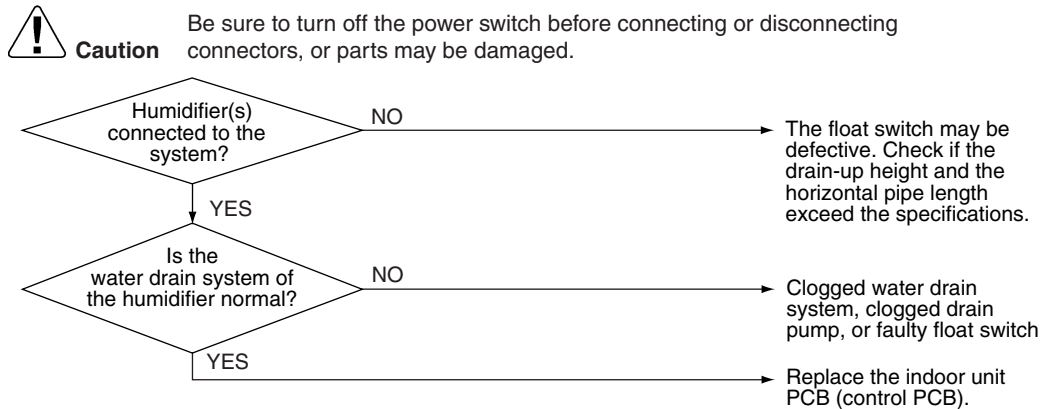 Be sure to turn off the power switch before connecting or disconnecting
Caution connectors, or parts may be damaged.
Humidifier(s)
connected to the
system?
NO
The float switch may be
defective. Check if the
drain-up height and the
horizontal pipe length
exceed the specifications.
YES
Is the
water drain system of
the humidifier normal?
NO
Clogged water drain
system, clogged drain
pump, or faulty float switch
YES
Replace the indoor unit
PCB (control PCB).